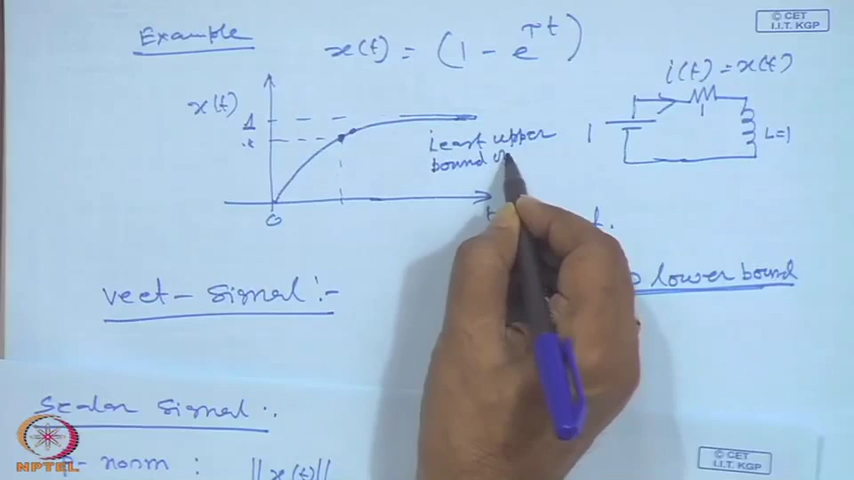 Example
x(t) = (1 - e^τt)
© CET
I.I.T. KGP
i(t) = x(t)
x(t)
1
1
L=1
1
Least upper
bound
t
0
t.
lower bound
vect- signal :-
Scalar signal :.
NPTEL
norm : ||x(t)||
© CET
I.I.T. KGP